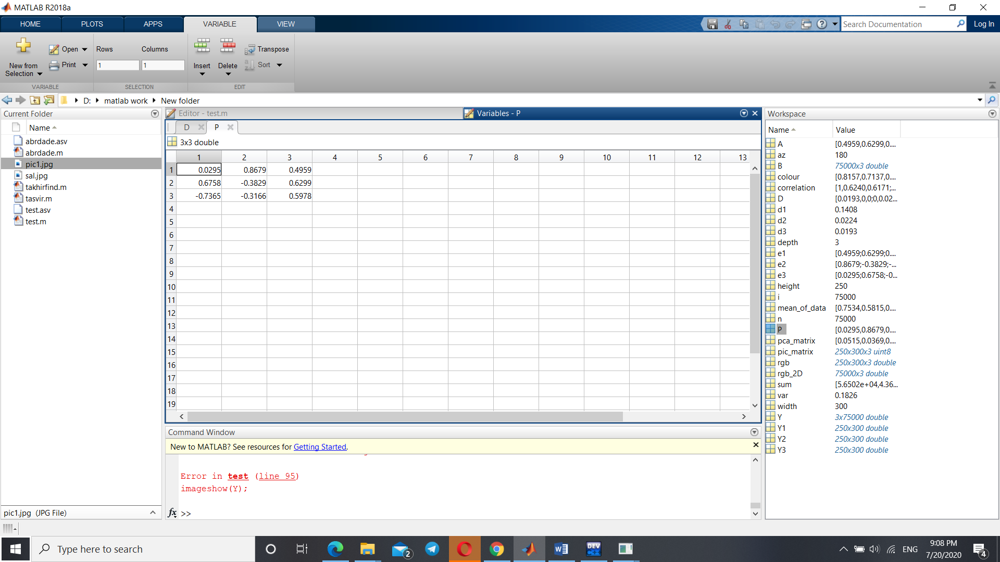 MATLAB R2018a
HOME PLOTS APPS VARIABLE VIEW
Search Documentation Log In
New from Selection
Open
Print
Rows Columns
1 1
Insert
Delete
Transpose
Sort
VARIABLE SELECTION EDIT
D: matlab work New folder
Current Folder
Name
abrdade.asv
abrdade.m
pic1.jpg
sal.jpg
takhirfind.m
tasvir.m
test.asv
test.m
pic1.jpg (JPG File)
Editor - test.m
Variables - P
D P
3x3 double
1 2 3 4 5 6 7 8 9 10 11 12 13
1 0.0295 0.8679 0.4959
2 0.6758 -0.3829 0.6299
3 -0.7365 -0.3166 0.5978
4
5
6
7
8
9
10
11
12
13
14
15
16
17
18
19
Command Window
New to MATLAB? See resources for Getting Started.
Error in test (line 95)
imageshow(Y);
fx >>
Workspace
Name Value
A [0.4959,0.6299,0....
az 180
B 75000x3 double
colour [0.8157,0.7137,0....
correlation [1,0.6240,0.6171;...
D [0.0193,0,0;0,0.02...
d1 0.1408
d2 0.0224
d3 0.0193
depth 3
e1 [0.4959;0.6299;0....
e2 [0.8679;-0.3829;-...
e3 [0.0295;0.6758;-0...
height 250
i 75000
mean_of_data [0.7534,0.5815,0....
n 75000
P [0.0295,0.8679,0....
pca_matrix [0.0515,0.0369,0....
pic_matrix 250x300x3 uint8
rgb 250x300x3 double
rgb_2D 75000x3 double
sum [5.6502e+04,4.36...
var 0.1826
width 300
Y 3x75000 double
Y1 250x300 double
Y2 250x300 double
Y3 250x300 double
Type here to search
2
DEV C++
ENG
9:08 PM
7/20/2020
4